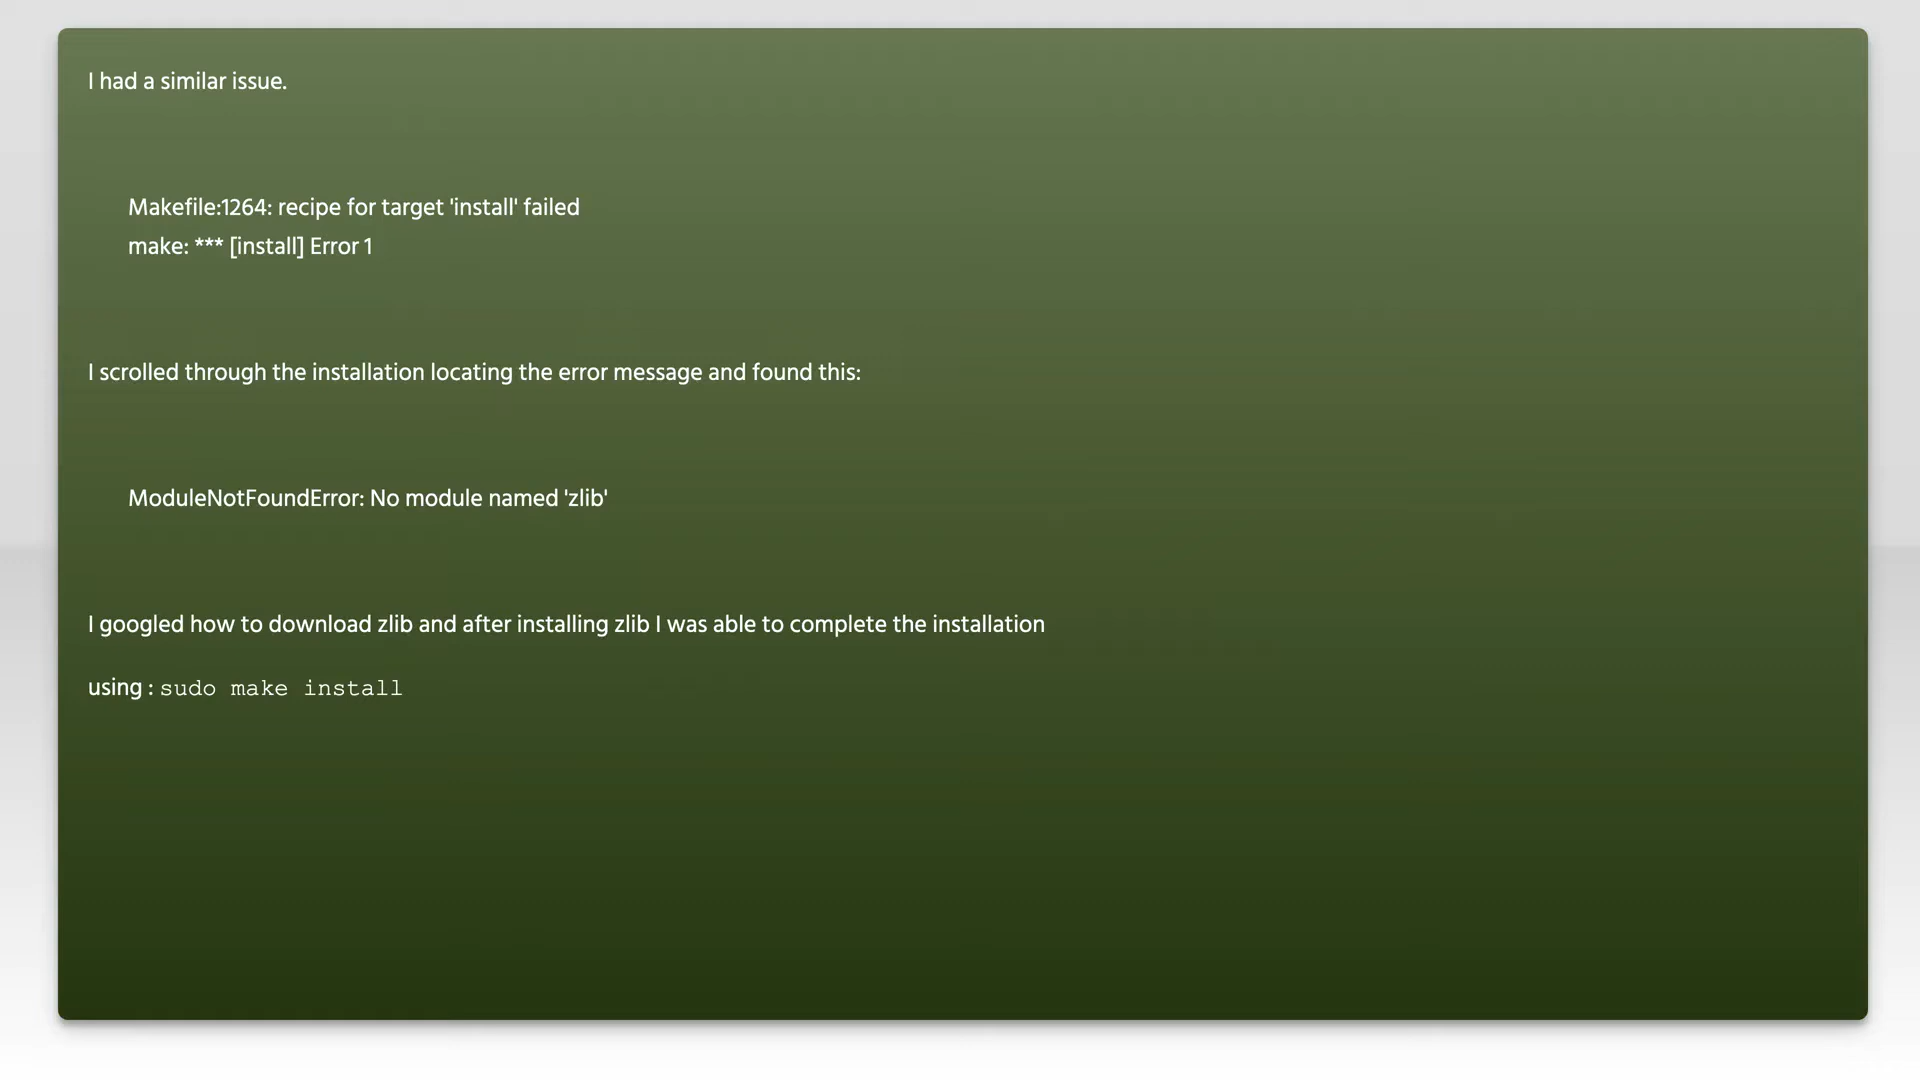 I had a similar issue.
Makefile:1264: recipe for target 'install' failed
make: *** [install] Error 1
I scrolled through the installation locating the error message and found this:
ModuleNotFoundError: No module named 'zlib'
I googled how to download zlib and after installing zlib I was able to complete the installation
using : sudo make install